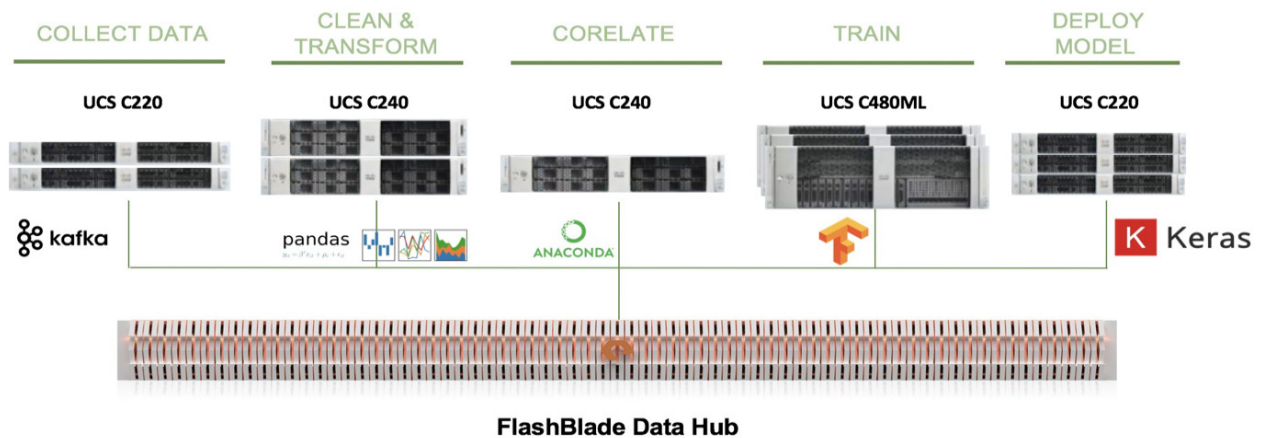 COLLECT DATA
CLEAN &
TRANSFORM
CORELATE
TRAIN
DEPLOY
MODEL
UCS C220
UCS C240
UCS C240
UCS C480ML
UCS C220
kafka
pandas
ANACONDA
K Keras
FlashBlade Data Hub